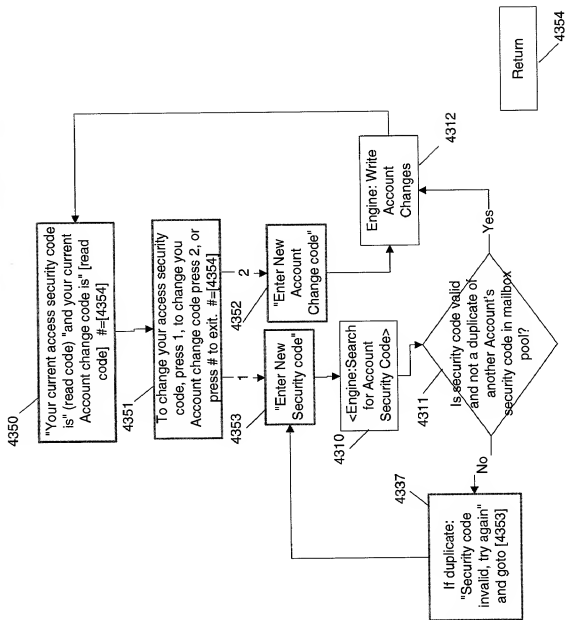 4350
"Your current access security code
is" (read code) "and your current
Account change code is" [read
code] #=[4354]
4351
"To change your access security
code, press 1, to change you
Account change code press 2, or
press # to exit. #=[4354]
1
2
4353
"Enter New
Security code"
4352
"Enter New
Account
Change code"
4310
<Engine:Search
for Account
Security Code>
4311
Is security code valid
and not a duplicate of
another Account's
security code in mailbox
pool?
Yes
No
4312
Engine: Write
Account
Changes
4337
If duplicate:
"Security code
invalid, try again"
and goto [4353]
Return
4354